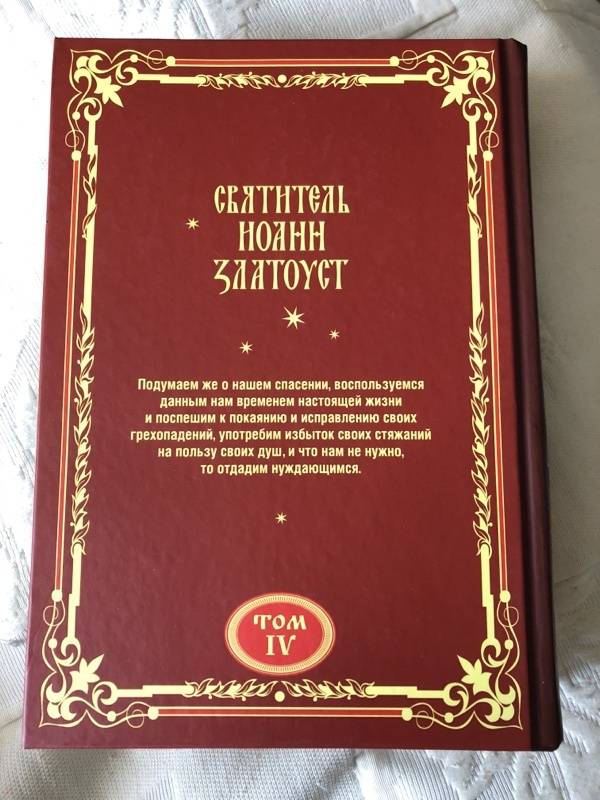 СВЯТИТЕЛЬ
ИОАНН
ЗЛАТОУСТ
Подумаем же о нашем спасении, воспользуемся
данным нам временем настоящей жизни
и поспешим к покаянию и исправлению своих
грехопадений, употребим избыток своих стяжаний
на пользу своих душ, и что нам не нужно,
то отдадим нуждающимся.
ТОМ
IV